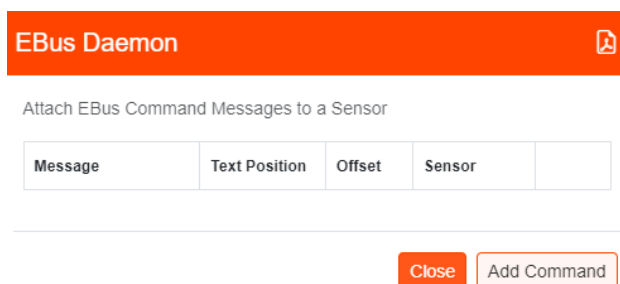 EBus Daemon
Attach EBus Command Messages to a Sensor
Message Text Position Offset Sensor
Close Add Command